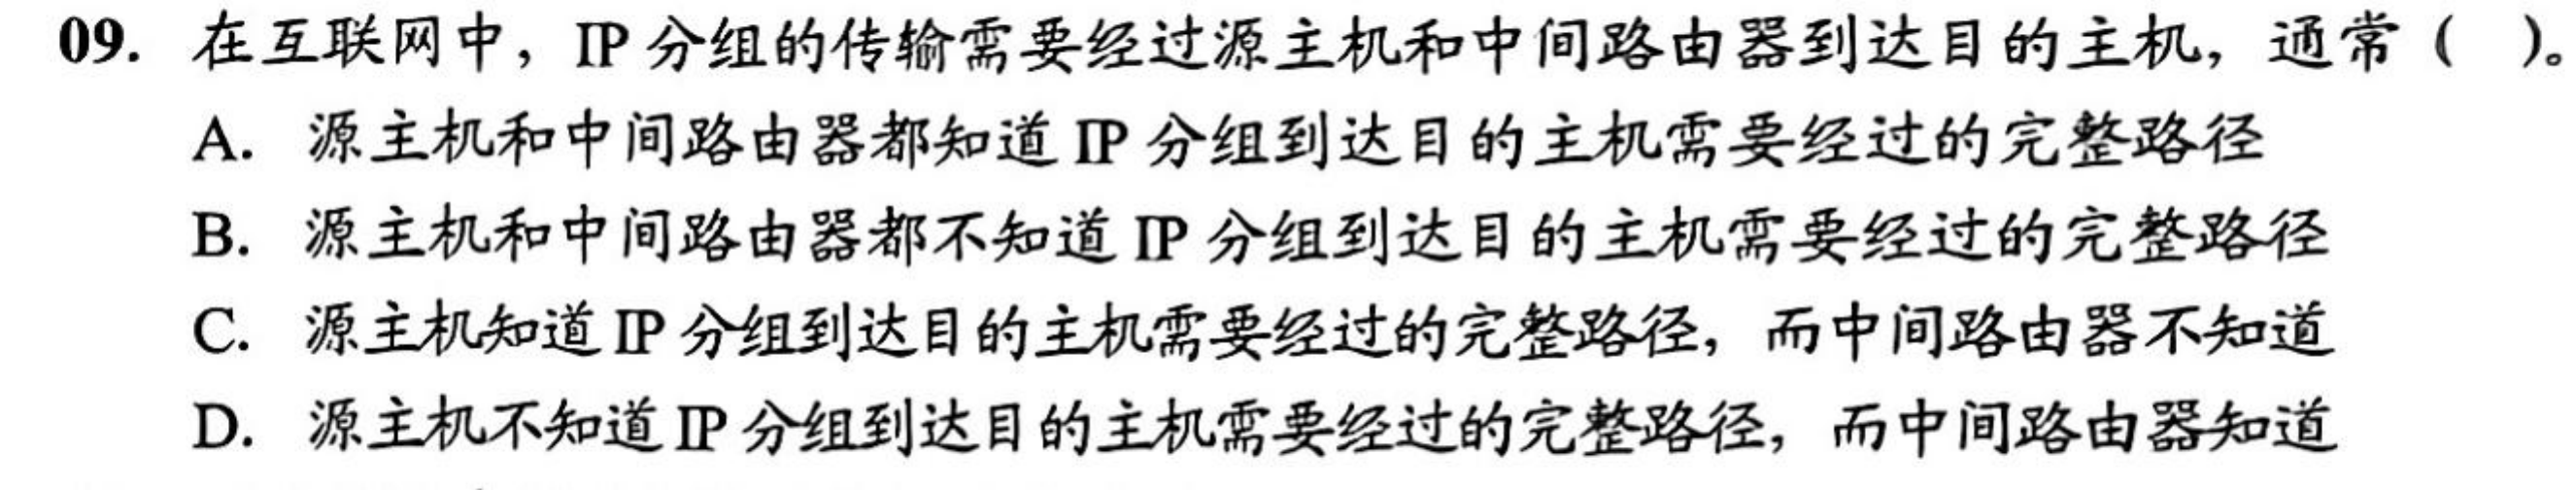 09. 在互联网中，IP 分组的传输需要经过源主机和中间路由器到达目的主机，通常（ ）。
A. 源主机和中间路由器都知道 IP 分组到达目的主机需要经过的完整路径
B. 源主机和中间路由器都不知道 IP 分组到达目的主机需要经过的完整路径
C. 源主机知道 IP 分组到达目的主机需要经过的完整路径，而中间路由器不知道
D. 源主机不知道 IP 分组到达目的主机需要经过的完整路径，而中间路由器知道